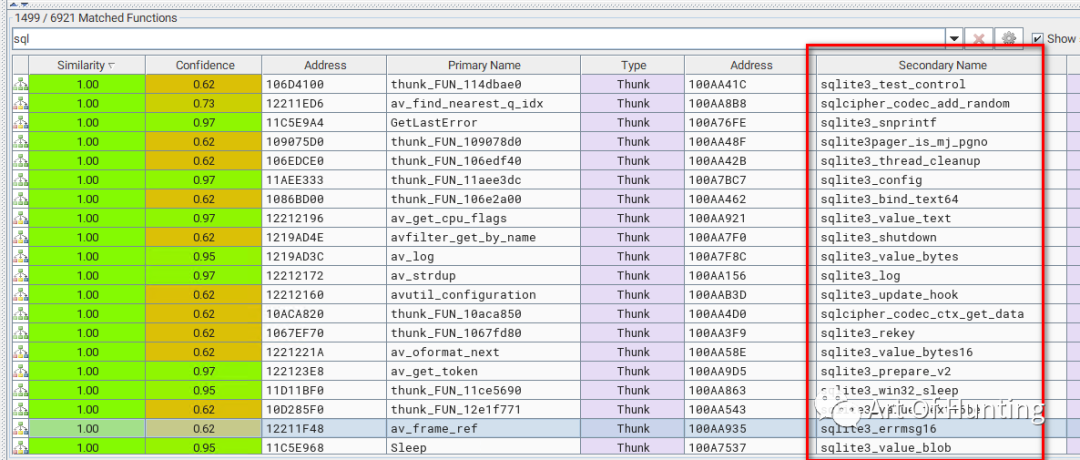 1499 / 6921 Matched Functions
sql Show
Similarity Confidence Address Primary Name Type Address Secondary Name
1.00 0.62 106D4100 thunk_FUN_114dbae0 Thunk 100AA41C sqlite3_test_control
1.00 0.73 12211ED6 av_find_nearest_q_idx Thunk 100AA8B8 sqlcipher_codec_add_random
1.00 0.97 11C5E9A4 GetLastError Thunk 100A76FE sqlite3_snprintf
1.00 0.62 109075D0 thunk_FUN_109078d0 Thunk 100AA48F sqlite3pager_is_mj_pgno
1.00 0.62 106EDCE0 thunk_FUN_106edf40 Thunk 100AA42B sqlite3_thread_cleanup
1.00 0.97 11AEE333 thunk_FUN_11aee3dc Thunk 100A7BC7 sqlite3_config
1.00 0.62 1086BD00 thunk_FUN_106e2a00 Thunk 100AA462 sqlite3_bind_text64
1.00 0.97 12212196 av_get_cpu_flags Thunk 100AA921 sqlite3_value_text
1.00 0.62 1219AD4E avfilter_get_by_name Thunk 100AA7F0 sqlite3_shutdown
1.00 0.95 1219AD3C av_log Thunk 100A7F8C sqlite3_value_bytes
1.00 0.97 12212172 av_strdup Thunk 100AA156 sqlite3_log
1.00 0.62 12212160 avutil_configuration Thunk 100AAB3D sqlite3_update_hook
1.00 0.62 10ACA820 thunk_FUN_10aca850 Thunk 100AA4D0 sqlcipher_codec_ctx_get_data
1.00 0.62 1067EF70 thunk_FUN_1067fd80 Thunk 100AA3F9 sqlite3_rekey
1.00 0.62 1221221A av_oformat_next Thunk 100AA58E sqlite3_value_bytes16
1.00 0.97 122123E8 av_get_token Thunk 100AA9D5 sqlite3_prepare_v2
1.00 0.95 11D11BF0 thunk_FUN_11ce5690 Thunk 100AA863 sqlite3_win32_sleep
1.00 0.62 10D285F0 thunk_FUN_12e1f771 Thunk 100AA543
Art Of Hunting
1.00 0.62 12211F48 av_frame_ref Thunk 100AA935 sqlite3_errmsg16
1.00 0.95 11C5E968 Sleep Thunk 100A7537 sqlite3_value_blob